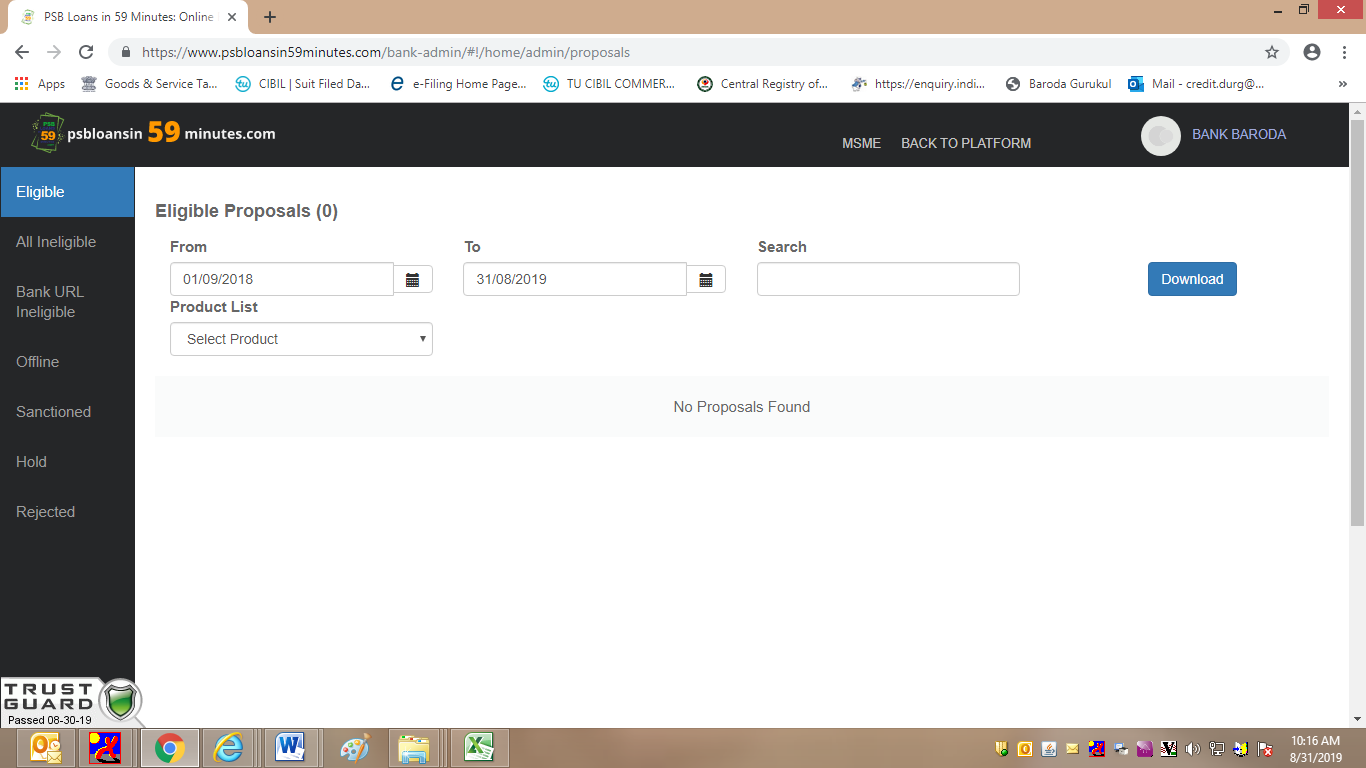 PSB Loans in 59 Minutes: Online
https://www.psbloansin59minutes.com/bank-admin/#!/home/admin/proposals
Apps Goods & Service Ta... CIBIL | Suit Filed Da... e-Filing Home Page... TU CIBIL COMMER... Central Registry of... https://enquiry.indi... Baroda Gurukul Mail - credit.durg@... »
PSB 59 psbloansin 59 minutes.com
MSME BACK TO PLATFORM BANK BARODA
Eligible
All Ineligible
Bank URL
Ineligible
Offline
Sanctioned
Hold
Rejected
Eligible Proposals (0)
From To Search
01/09/2018 31/08/2019 Download
Product List
Select Product
No Proposals Found
TRUST
GUARD
Passed 08-30-19
10:16 AM
8/31/2019